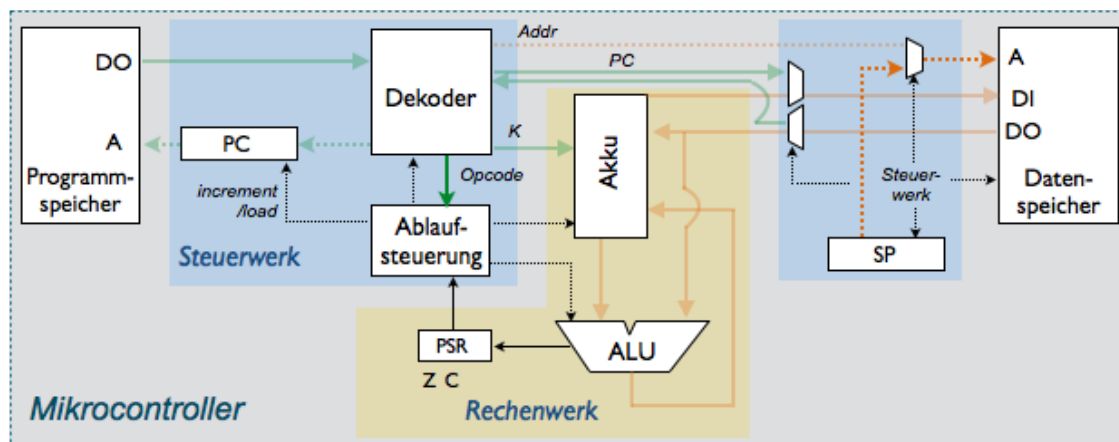 DO
A
Programm-
speicher
PC
increment
/load
Steuerwerk
Dekoder
Opcode
Ablauf-
steuerung
K
Addr
PC
Akku
PSR
Z C
ALU
Rechenwerk
Steuer-
werk
SP
A
DI
DO
Daten-
speicher
Mikrocontroller